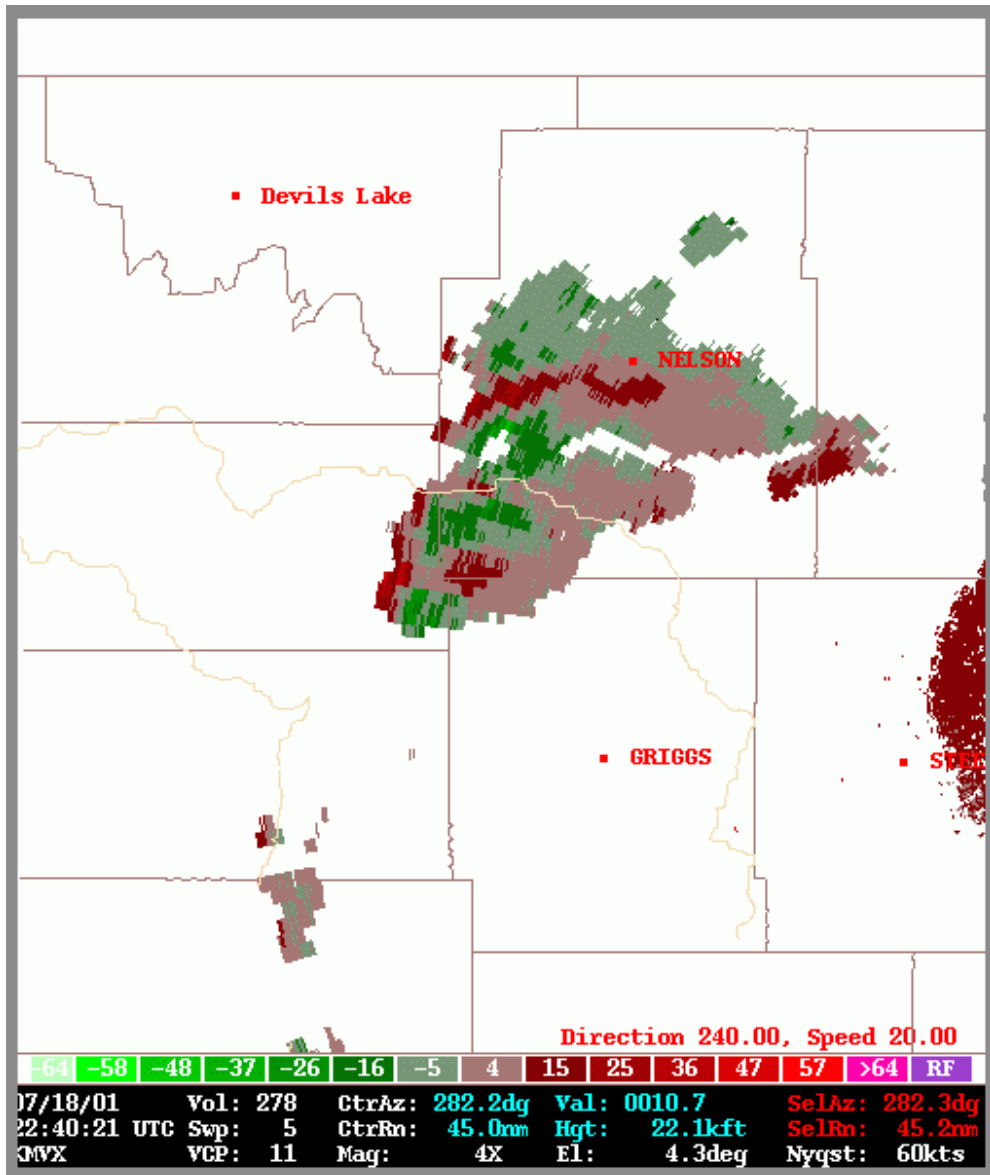 Devils Lake
NELSON
GRIGGS
Direction 240.00, Speed 20.00
-64 -58 -48 -37 -26 -16 -5 4 15 25 36 47 57 >64 RF
07/18/01 Vol: 278 CtrAz: 282.2dg Val: 0010.7 SelAz: 282.3dg
22:40:21 UTC Swp: 5 CtrRn: 45.0nm Hgt: 22.1kft SelRn: 45.2nm
KMVX VCP: 11 Mag: 4X El: 4.3deg Nyqst: 60kts